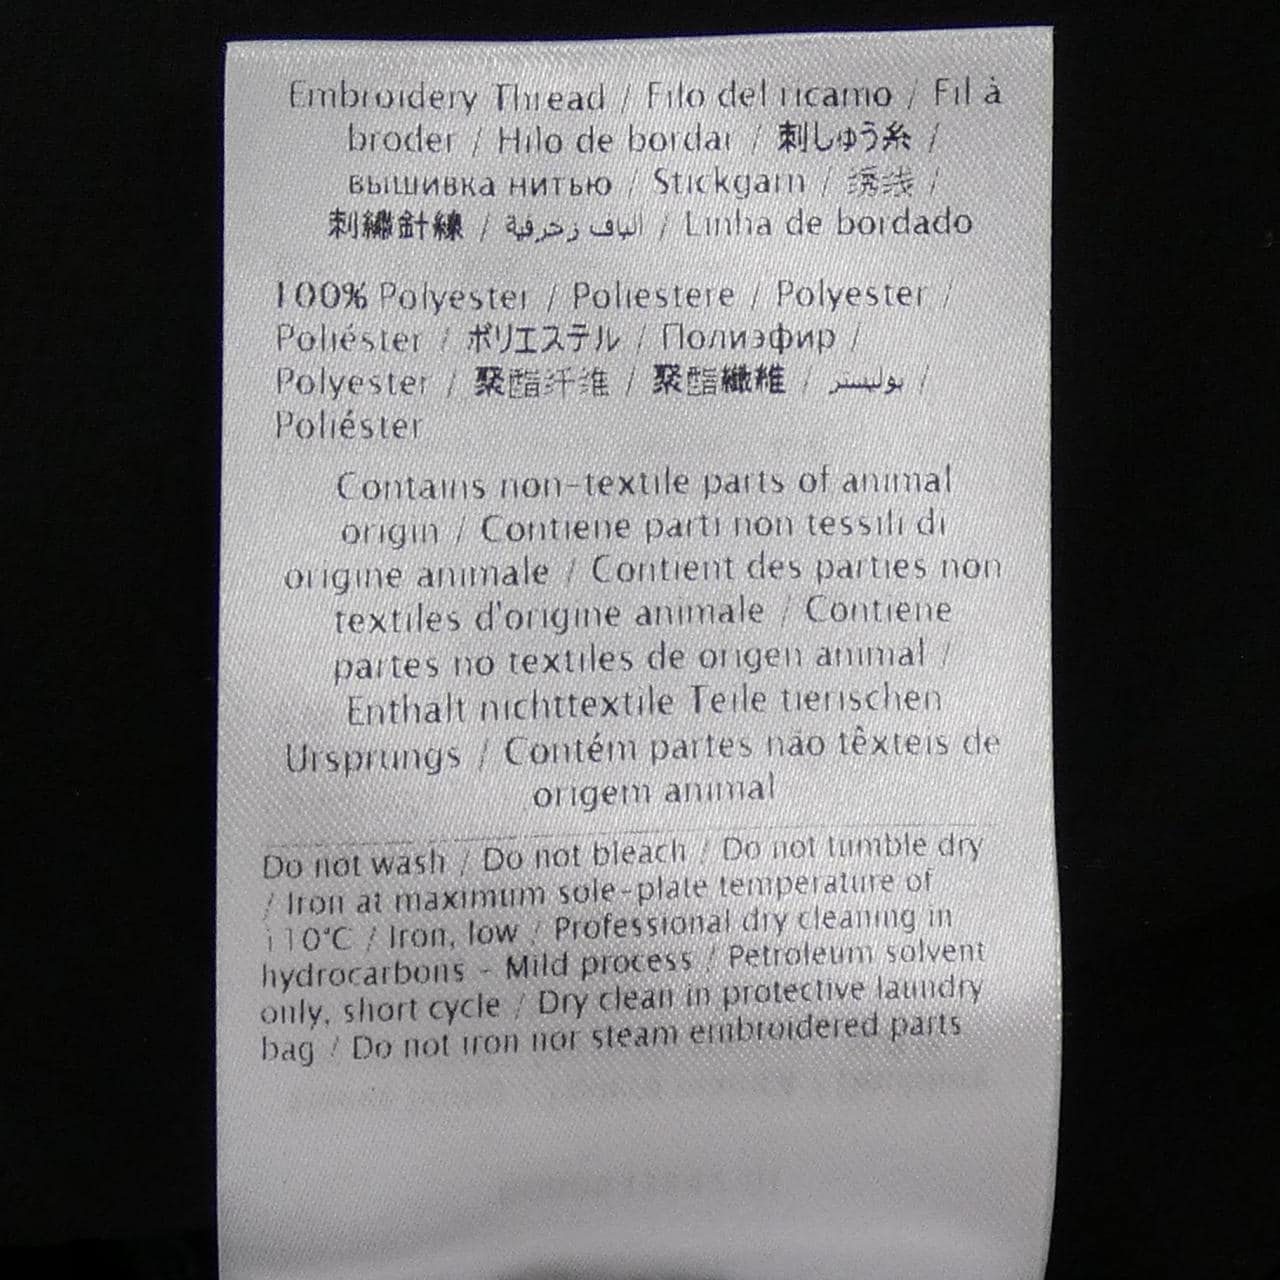 Embroidery Thread / Filo del ricamo / Fil à
broder / Hilo de bordar / 刺しゅう糸 /
вышивка нитью / Stickgarn / 绣线 /
刺繡針線 / الياف زخرفية / Linha de bordado
100% Polyester / Poliestere / Polyester /
Poliéster / ポリエステル / Полиэфир /
Polyester / 聚酯纤维 / 聚酯纖維 / بوليستر /
Poliéster
Contains non-textile parts of animal
origin / Contiene parti non tessili di
origine animale / Contient des parties non
textiles d'origine animale / Contiene
partes no textiles de origen animal /
Enthalt nichttextile Teile tierischen
Ursprungs / Contém partes não têxteis de
origem animal
Do not wash / Do not bleach / Do not tumble dry
/ Iron at maximum sole-plate temperature of
110°C / Iron, low / Professional dry cleaning in
hydrocarbons - Mild process / Petroleum solvent
only, short cycle / Dry clean in protective laundry
bag / Do not iron nor steam embroidered parts